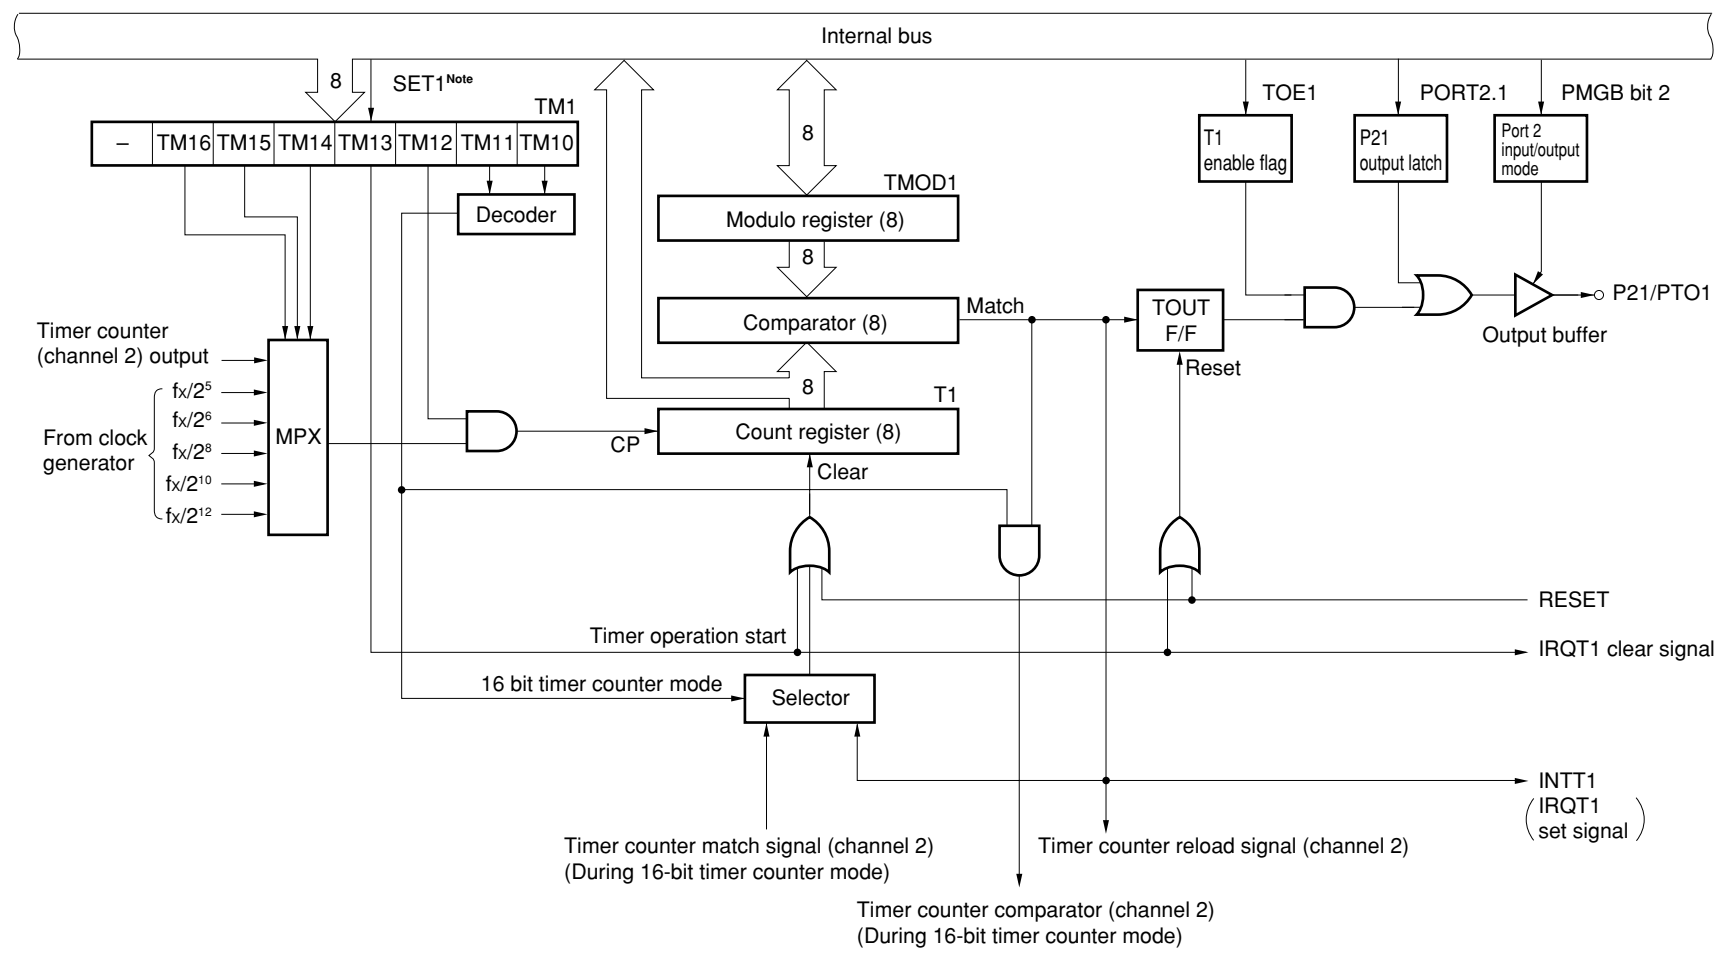 Internal bus
8
SET1Note
TM1
– TM16 TM15 TM14 TM13 TM12 TM11 TM10
Decoder
8
TMOD1
Modulo register (8)
8
Comparator (8)
Match
8
T1
Count register (8)
CP
Clear
TOE1
T1
enable flag
PORT2.1
P21
output latch
PMGB bit 2
Port 2
input/output
mode
TOUT
F/F
Reset
P21/PTO1
Output buffer
Timer counter
(channel 2) output
From clock
generator
fx/2⁵
fx/2⁶
fx/2⁸
fx/2¹⁰
fx/2¹²
MPX
RESET
Timer operation start
IRQT1 clear signal
16 bit timer counter mode
Selector
INTT1
(IRQT1
set signal)
Timer counter match signal (channel 2)
(During 16-bit timer counter mode)
Timer counter reload signal (channel 2)
Timer counter comparator (channel 2)
(During 16-bit timer counter mode)